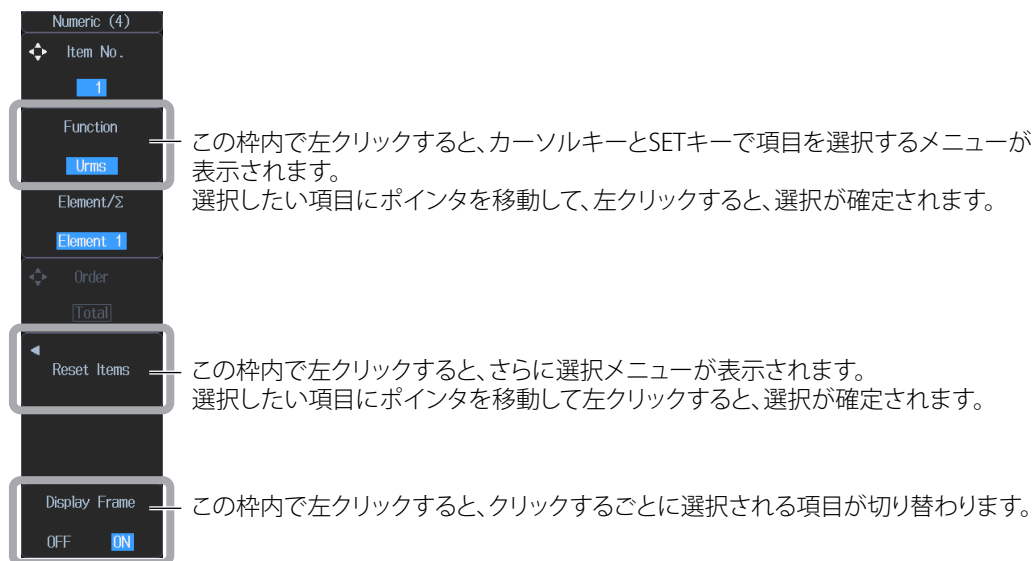 Numeric (4)
Item No.
1
Function
Urms
この枠内で左クリックすると、カーソルキーとSETキーで項目を選択するメニューが
表示されます。
選択したい項目にポインタを移動して、左クリックすると、選択が確定されます。
Element/Σ
Element 1
Order
Total
Reset Items
この枠内で左クリックすると、さらに選択メニューが表示されます。
選択したい項目にポインタを移動して左クリックすると、選択が確定されます。
Display Frame
OFF ON
この枠内で左クリックすると、クリックするごとに選択される項目が切り替わります。